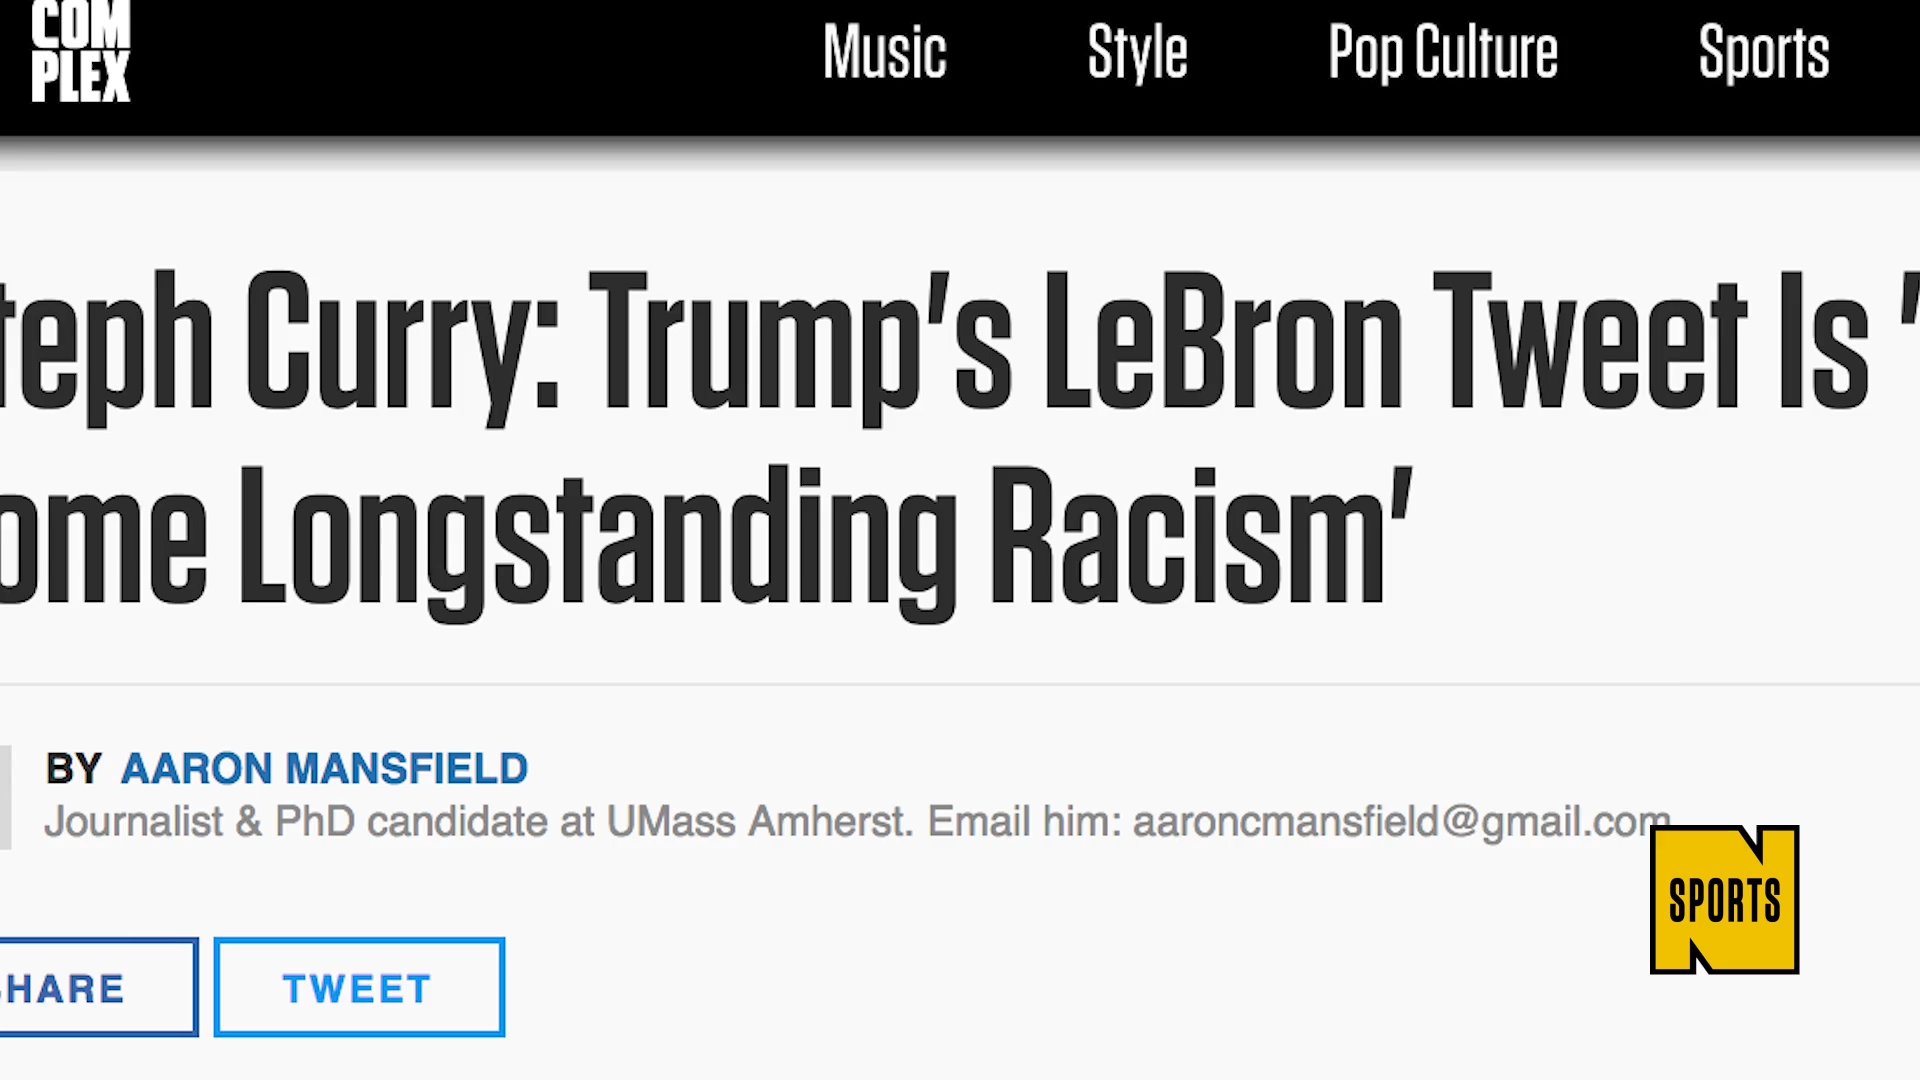 COM
PLEX
Music Style Pop Culture Sports
teph Curry: Trump's LeBron Tweet Is '
ome Longstanding Racism'
BY AARON MANSFIELD
Journalist & PhD candidate at UMass Amherst. Email him: aaroncmansfield@gmail.com
SPORTS
HARE TWEET